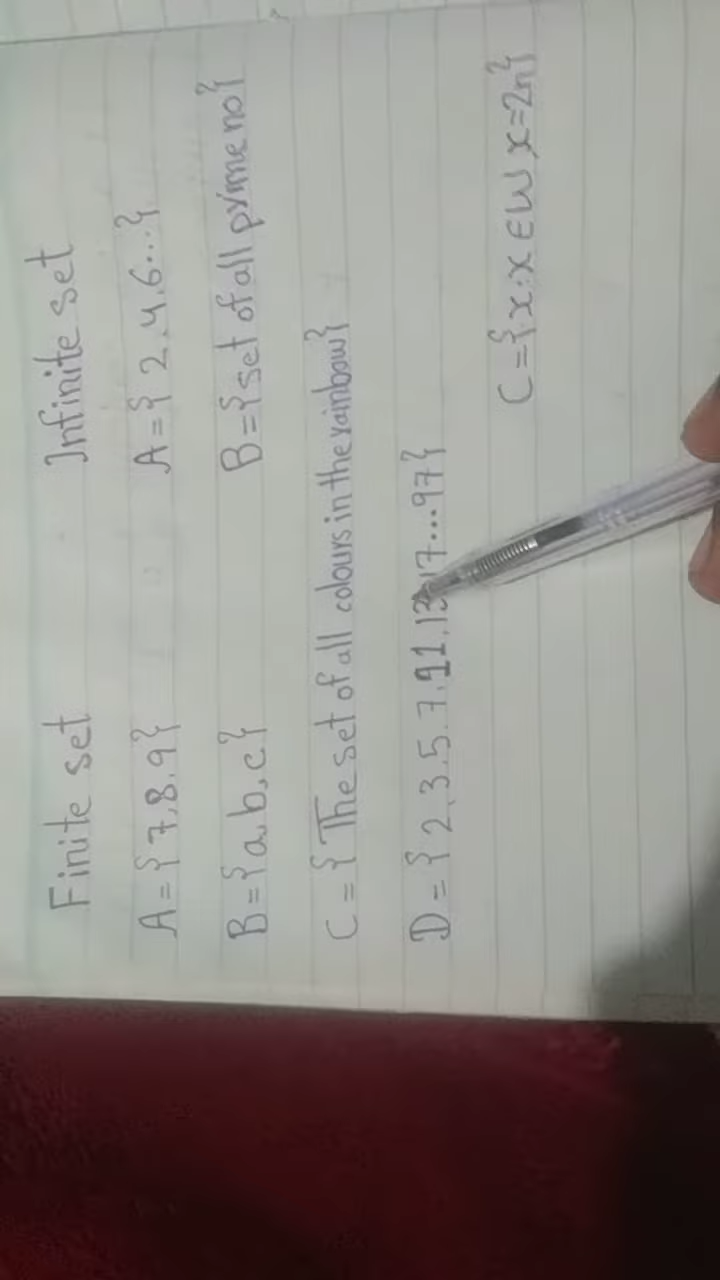 Finite set Infinite set
A={7,8,9} A={2,4,6...}
B={a,b,c} B={set of all prime no}
C={The set of all colours in the rainbow}
D={2,3,5,7,11,13,17...97}
C={x:x∈W,x=2n}